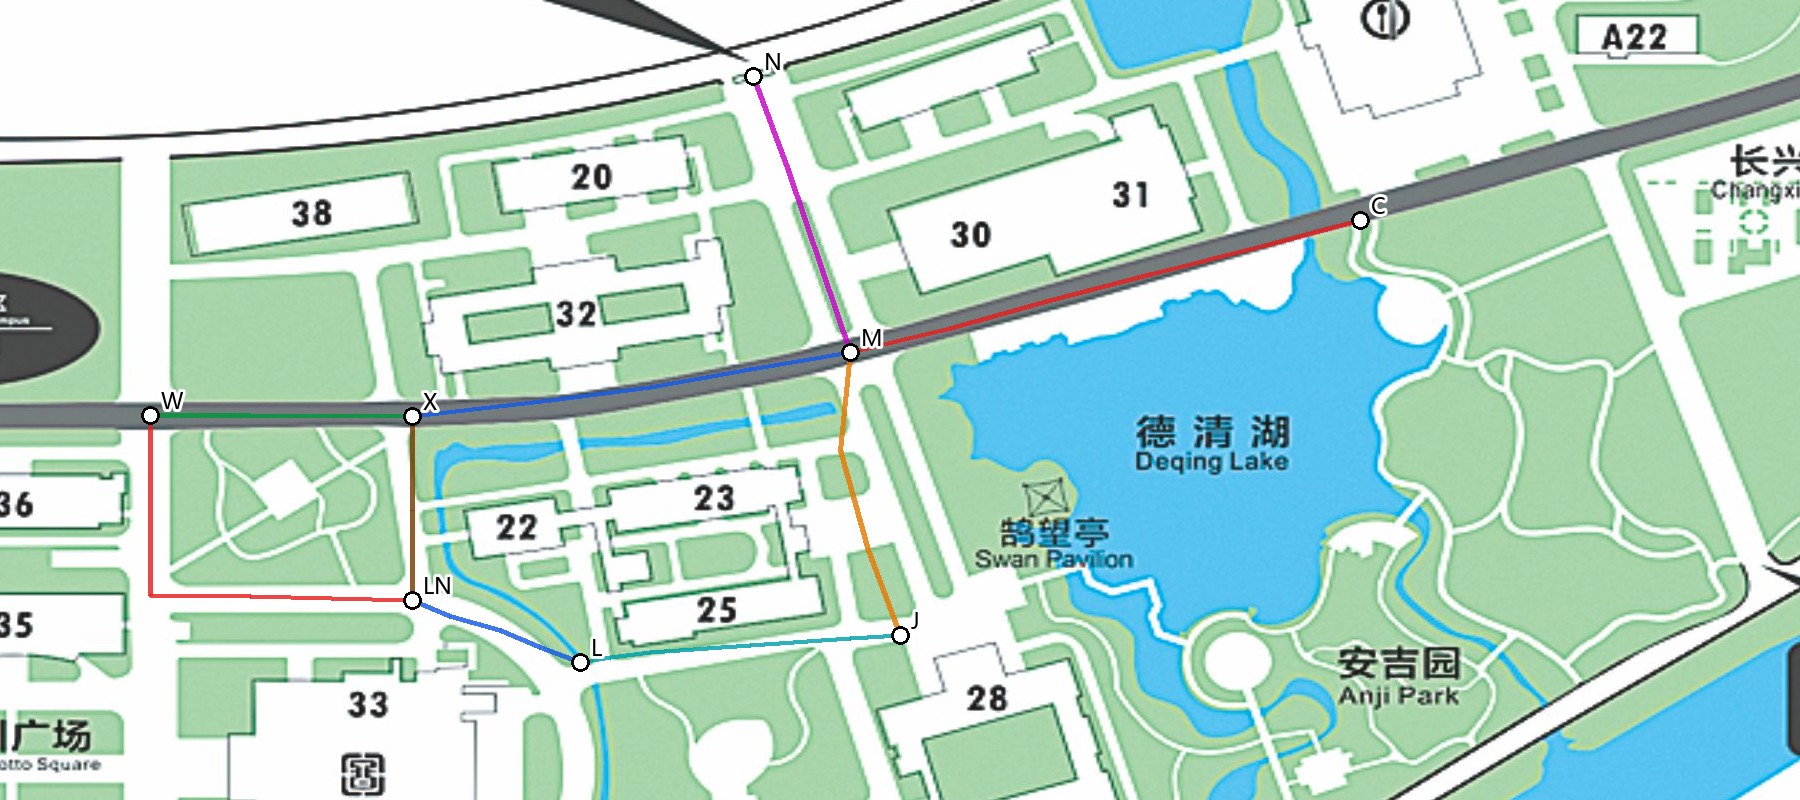 N
A22
长兴
Changxi
20
38
31
30
C
32
M
W
X
德清湖
Deqing Lake
36
23
22
鹄望亭
Swan Pavilion
LN
35
25
J
L
安吉园
Anji Park
28
33
广场
otto Square